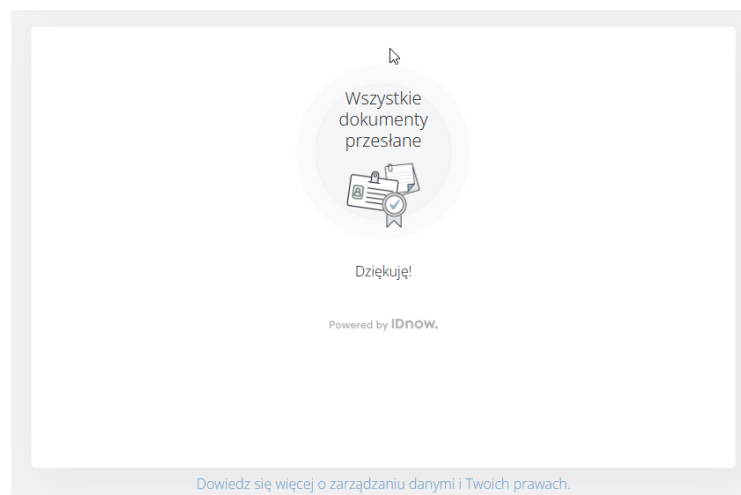 Wszystkie
dokumenty
przesłane
Dziękuję!
Powered by IDnow.
Dowiedz się więcej o zarządzaniu danymi i Twoich prawach.